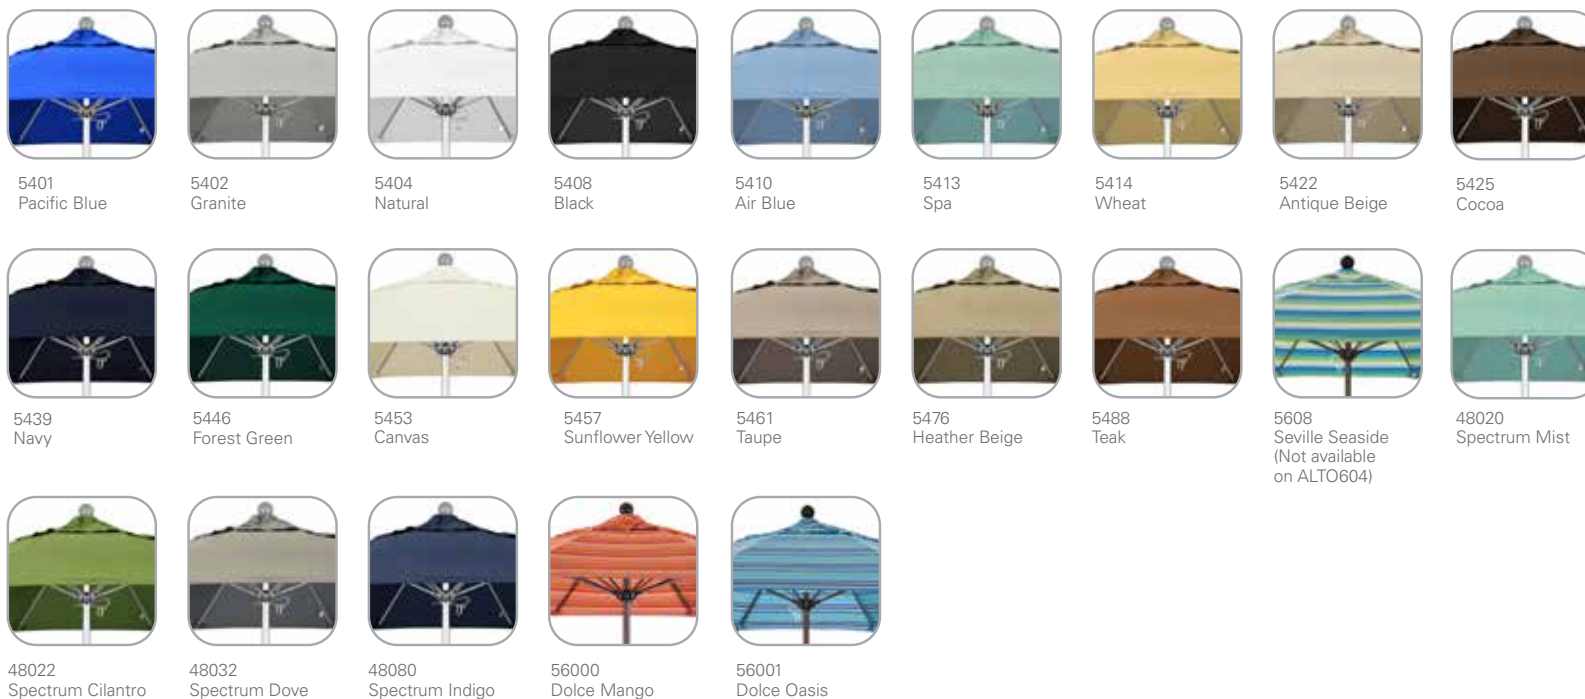 5401
Pacific Blue
5402
Granite
5404
Natural
5408
Black
5410
Air Blue
5413
Spa
5414
Wheat
5422
Antique Beige
5425
Cocoa
5439
Navy
5446
Forest Green
5453
Canvas
5457
Sunflower Yellow
5461
Taupe
5476
Heather Beige
5488
Teak
5608
Seville Seaside
(Not available
on ALTO604)
48020
Spectrum Mist
48022
Spectrum Cilantro
48032
Spectrum Dove
48080
Spectrum Indigo
56000
Dolce Mango
56001
Dolce Oasis